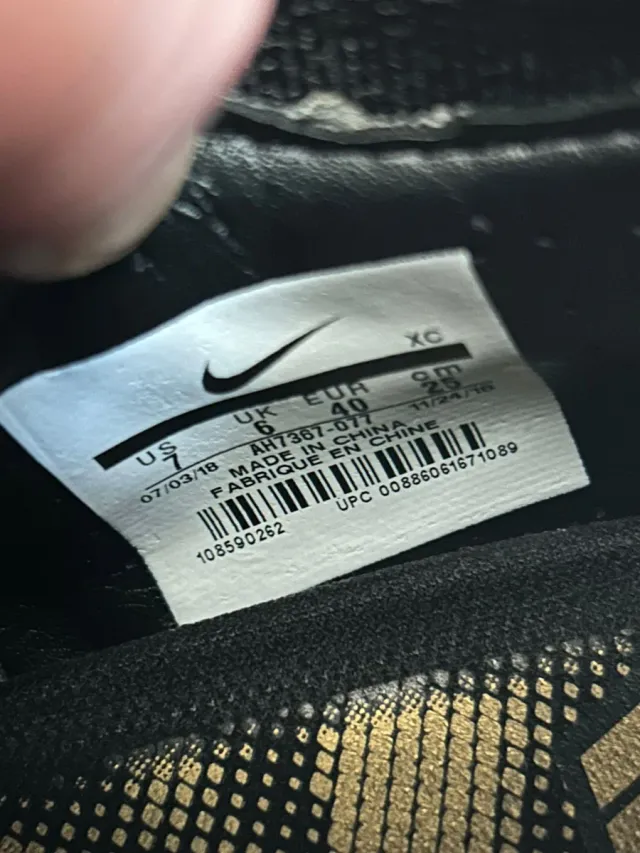 XC
US UK EUR cm
7 6 40 25
07/03/18 AH7367-077 11/24/18
MADE IN CHINA
FABRIQUE EN CHINE
108590262 UPC 00886061671089